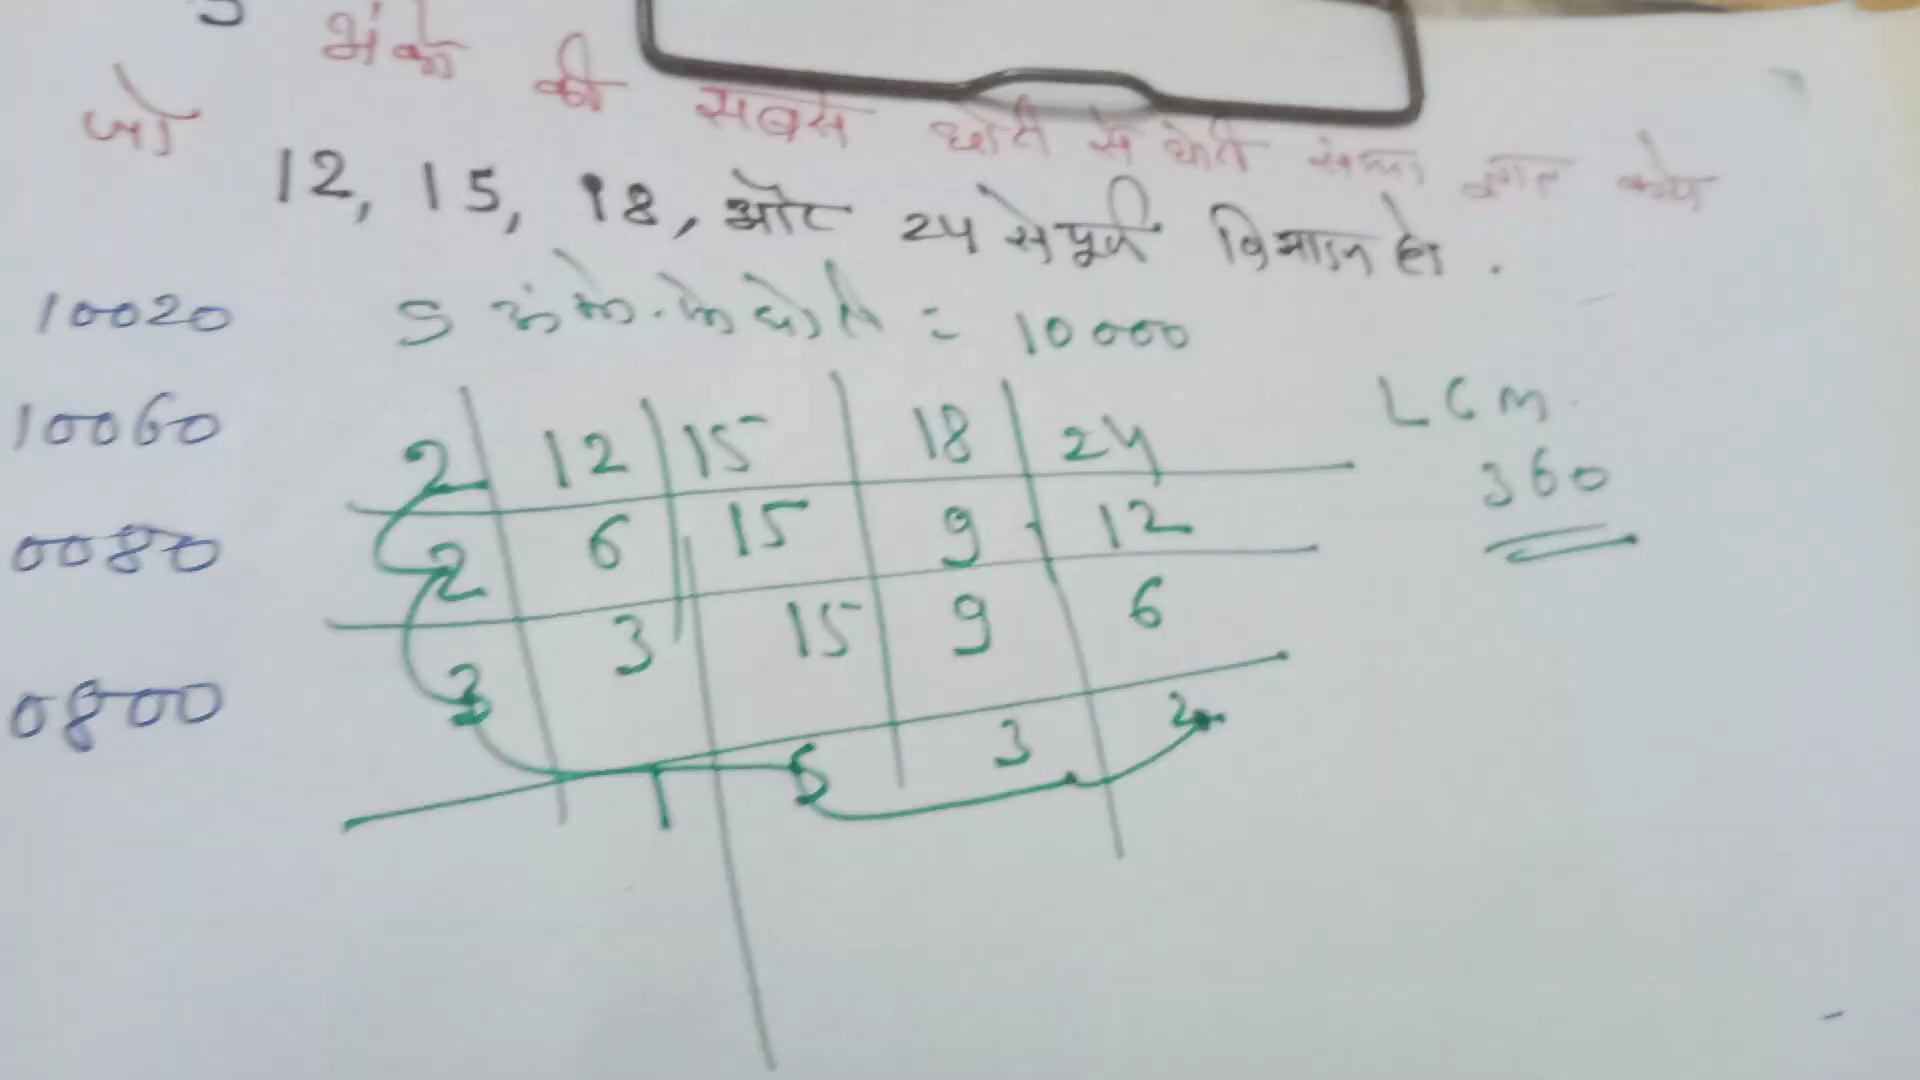 5 अंको की सबसे छोटी से छोटी संख्या ज्ञात करो
जो 12, 15, 18, और 24 से पूर्ण विभाज हो.
10020
5 अंको के छोटी = 10000
10060
LCM
360
0080
0800
2 12 15 18 24
2 6 15 9 12
3 3 15 9 6
1 5 3 2